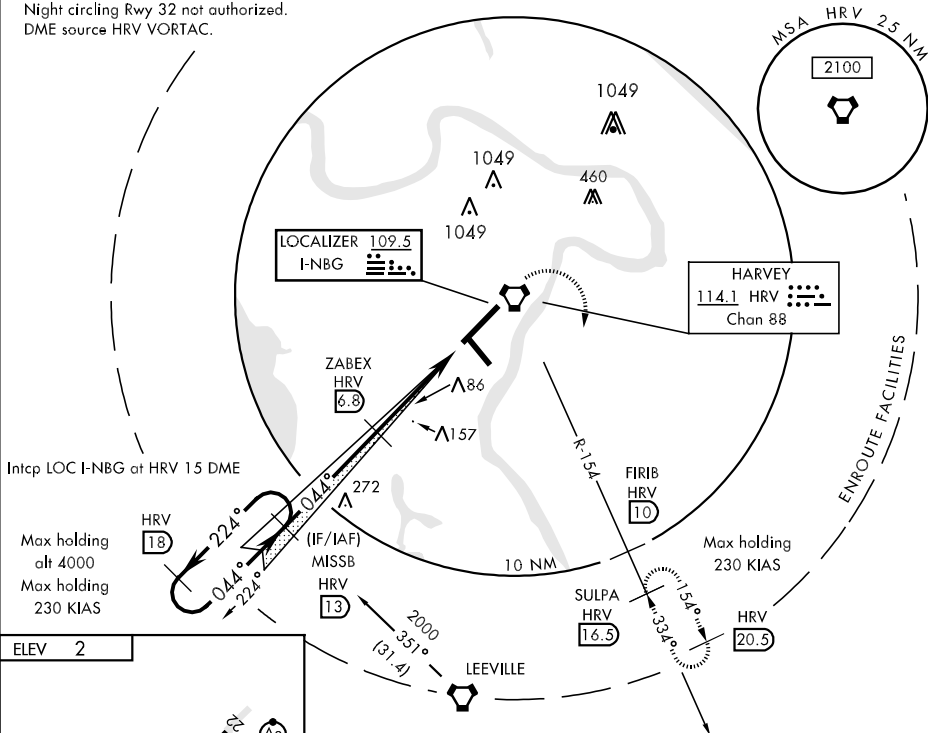 Night circling Rwy 32 not authorized.
DME source HRV VORTAC.
MSA HRV 25 NM
2100
1049
1049
460
1049
LOCALIZER 109.5
I-NBG
HARVEY
114.1 HRV
Chan 88
ZABEX
HRV
6.8
86
157
ENROUTE FACILITIES
R-154
Intcp LOC I-NBG at HRV 15 DME
FIRIB
HRV
10
272
044°
224°
HRV
18
(IF/IAF)
MISSB
HRV
13
Max holding
alt 4000
Max holding
230 KIAS
044°
224°
10 NM
Max holding
230 KIAS
SULPA
HRV
16.5
154°
334°
HRV
20.5
2000
351°
(31.4)
LEEVILLE
ELEV 2
22